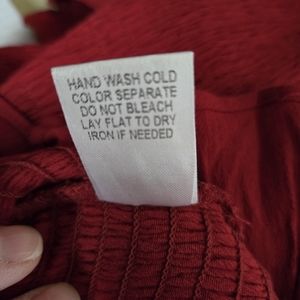 HAND WASH COLD
COLOR SEPARATE
DO NOT BLEACH
LAY FLAT TO DRY
IRON IF NEEDED